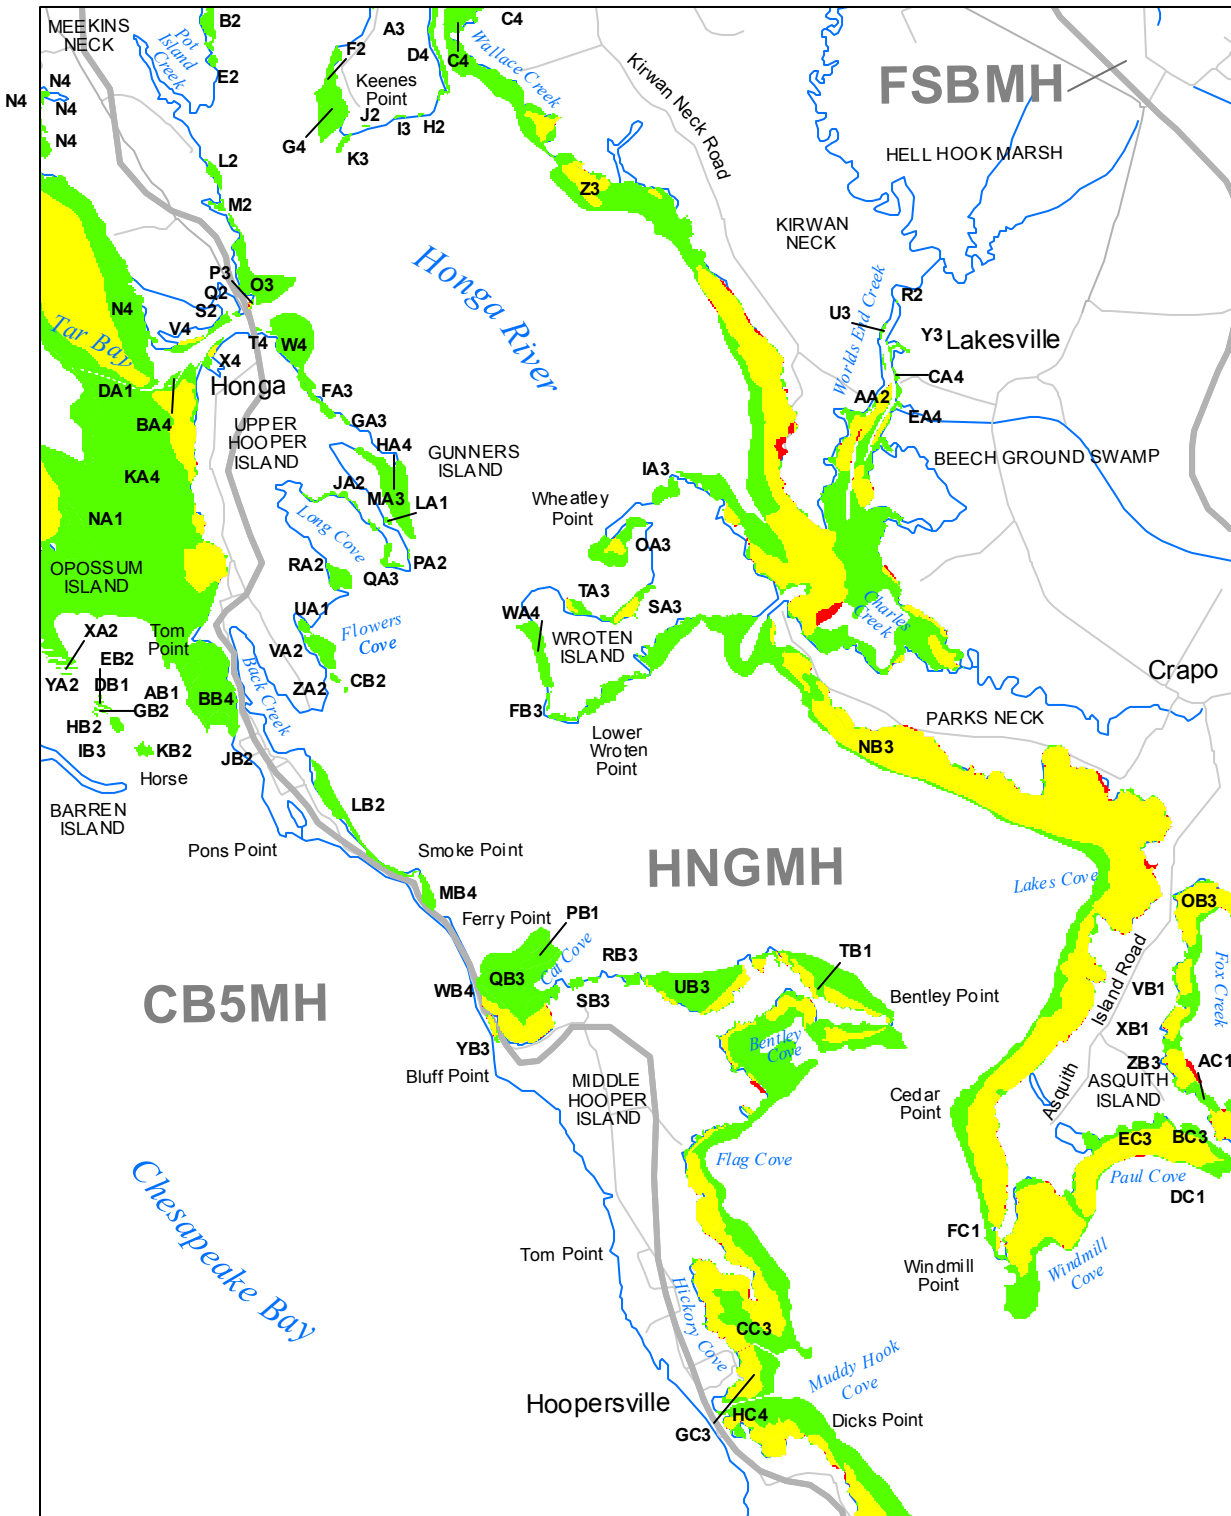 MEEKINS
NECK
B2
Pot
Island
Creek
E2
A3
F2
D4
C4
C4
Wallace Creek
Keenes
Point
J2
I3
H2
G4
K3
Kirwan Neck Road
FSBMH
HELL HOOK MARSH
N4
N4
N4
N4
L2
M2
Z3
KIRWAN
NECK
Honga River
P3
O3
Q2
S2
N4
V4
Tar Bay
T4
W4
X4
Honga
DA1
BA4
FA3
GA3
UPPER
HOOPER
ISLAND
HA4
GUNNERS
ISLAND
R2
U3
Y3
Lakesville
Worlds End Creek
CA4
AA2
EA4
BEECH GROUND SWAMP
KA4
NA1
JA2
MA3
LA1
IA3
Wheatley
Point
Long Cove
OA3
OPOSSUM
ISLAND
RA2
QA3
PA2
TA3
SA3
WA4
WROTEN
ISLAND
Charles
Creek
UA1
Flowers
Cove
Tom
Point
XA2
YA2
EB2
DB1
AB1
GB2
BB4
Back Creek
VA2
ZA2
CB2
HB2
IB3
KB2
JB2
Horse
FB3
Lower
Wroten
Point
Crapo
PARKS NECK
NB3
BARREN
ISLAND
LB2
Pons Point
Smoke Point
HNGMH
MB4
Lakes Cove
OB3
Ferry Point
PB1
Cat Cove
QB3
WB4
RB3
SB3
UB3
TB1
Bentley Point
CB5MH
Island Road
VB1
Fox Creek
XB1
YB3
Bluff Point
Bentley
Cove
ZB3
AC1
MIDDLE
HOOPER
ISLAND
Cedar
Point
Asquith
ASQUITH
ISLAND
EC3
BC3
Flag Cove
Paul Cove
DC1
Chesapeake Bay
Tom Point
FC1
Windmill
Point
Windmill
Cove
Hickory Cove
CC3
Muddy Hook
Cove
Hoopersville
HC4
GC3
Dicks Point